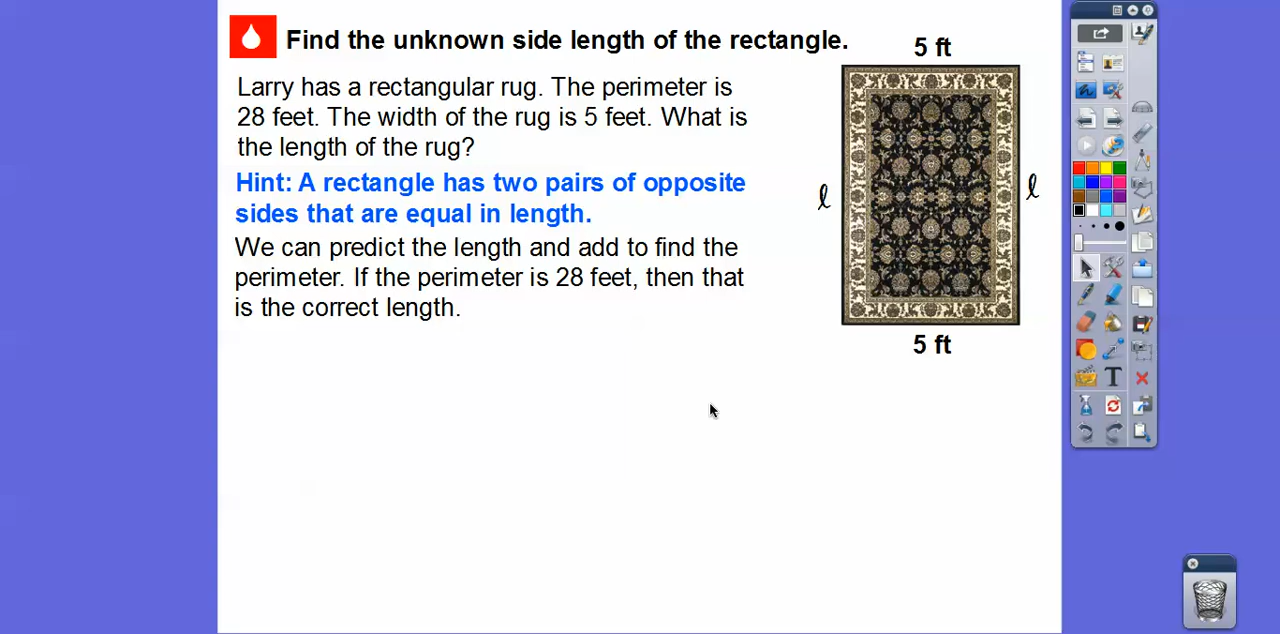 Find the unknown side length of the rectangle.
5 ft
Larry has a rectangular rug. The perimeter is
28 feet. The width of the rug is 5 feet. What is
the length of the rug?
Hint: A rectangle has two pairs of opposite
sides that are equal in length.
ℓ
ℓ
We can predict the length and add to find the
perimeter. If the perimeter is 28 feet, then that
is the correct length.
5 ft
T